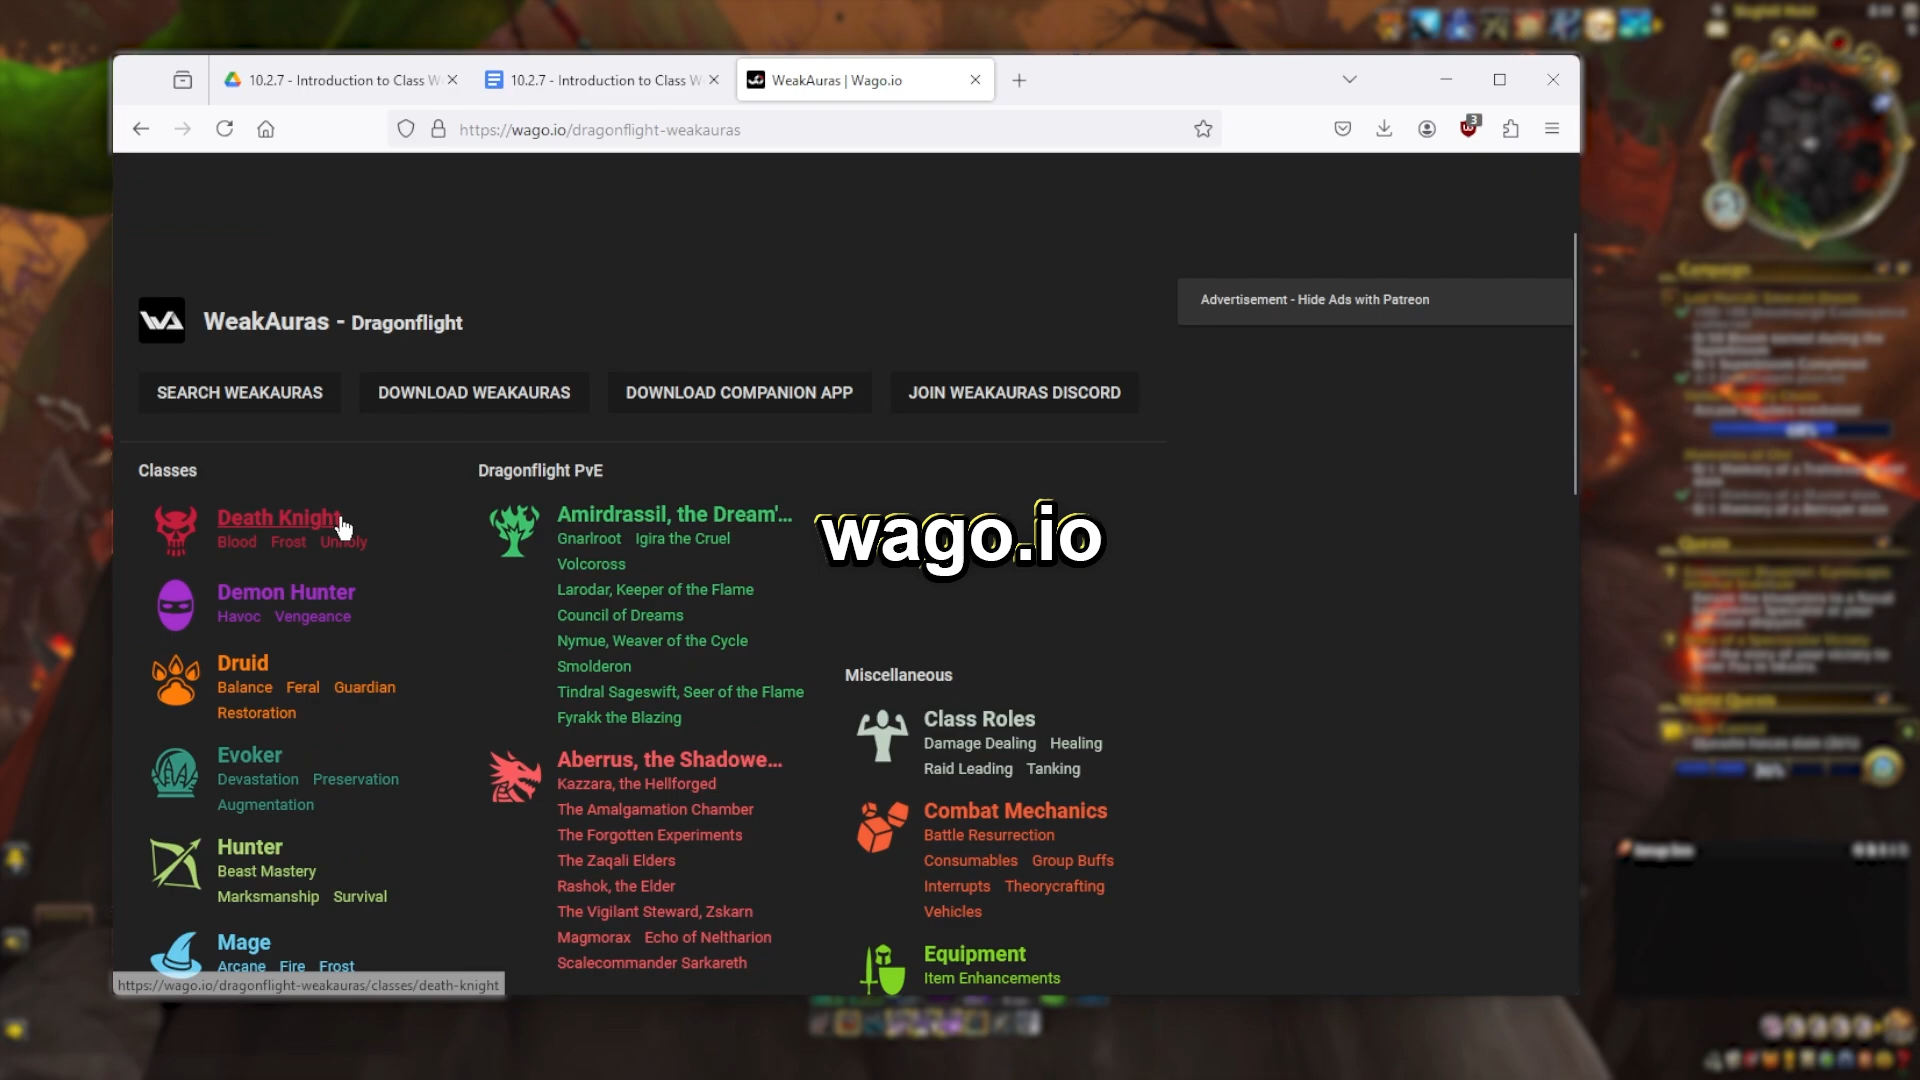 10.2.7 - Introduction to Class W
10.2.7 - Introduction to Class W
WeakAuras | Wago.io
https://wago.io/dragonflight-weakauras
3
Advertisement - Hide Ads with Patreon
WeakAuras - Dragonflight
SEARCH WEAKAURAS
DOWNLOAD WEAKAURAS
DOWNLOAD COMPANION APP
JOIN WEAKAURAS DISCORD
Classes
Death Knight
Blood Frost Unholy
Demon Hunter
Havoc Vengeance
Druid
Balance Feral Guardian
Restoration
Evoker
Devastation Preservation
Augmentation
Hunter
Beast Mastery
Marksmanship Survival
Mage
Arcane Fire Frost
https://wago.io/dragonflight-weakauras/classes/death-knight
Dragonflight PvE
Amirdrassil, the Dream'...
Gnarlroot Igira the Cruel
Volcoross
Larodar, Keeper of the Flame
Council of Dreams
Nymue, Weaver of the Cycle
Smolderon
Tindral Sageswift, Seer of the Flame
Fyrakk the Blazing
Aberrus, the Shadowe...
Kazzara, the Hellforged
The Amalgamation Chamber
The Forgotten Experiments
The Zaqali Elders
Rashok, the Elder
The Vigilant Steward, Zskarn
Magmorax Echo of Neltharion
Scalecommander Sarkareth
wago.io
Miscellaneous
Class Roles
Damage Dealing Healing
Raid Leading Tanking
Combat Mechanics
Battle Resurrection
Consumables Group Buffs
Interrupts Theorycrafting
Vehicles
Equipment
Item Enhancements
Campaign
Quests
World Quests